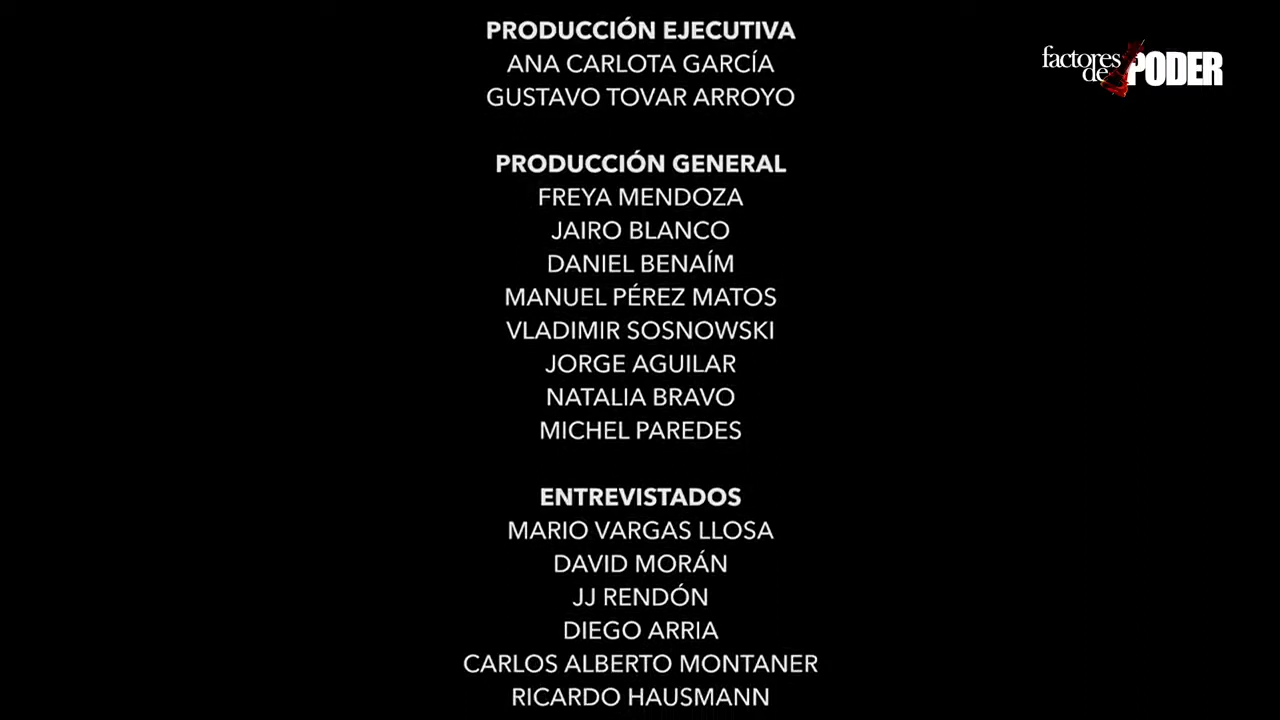 PRODUCCIÓN EJECUTIVA
ANA CARLOTA GARCÍA
GUSTAVO TOVAR ARROYO
factores
de PODER
PRODUCCIÓN GENERAL
FREYA MENDOZA
JAIRO BLANCO
DANIEL BENAÍM
MANUEL PÉREZ MATOS
VLADIMIR SOSNOWSKI
JORGE AGUILAR
NATALIA BRAVO
MICHEL PAREDES
ENTREVISTADOS
MARIO VARGAS LLOSA
DAVID MORÁN
JJ RENDÓN
DIEGO ARRIA
CARLOS ALBERTO MONTANER
RICARDO HAUSMANN